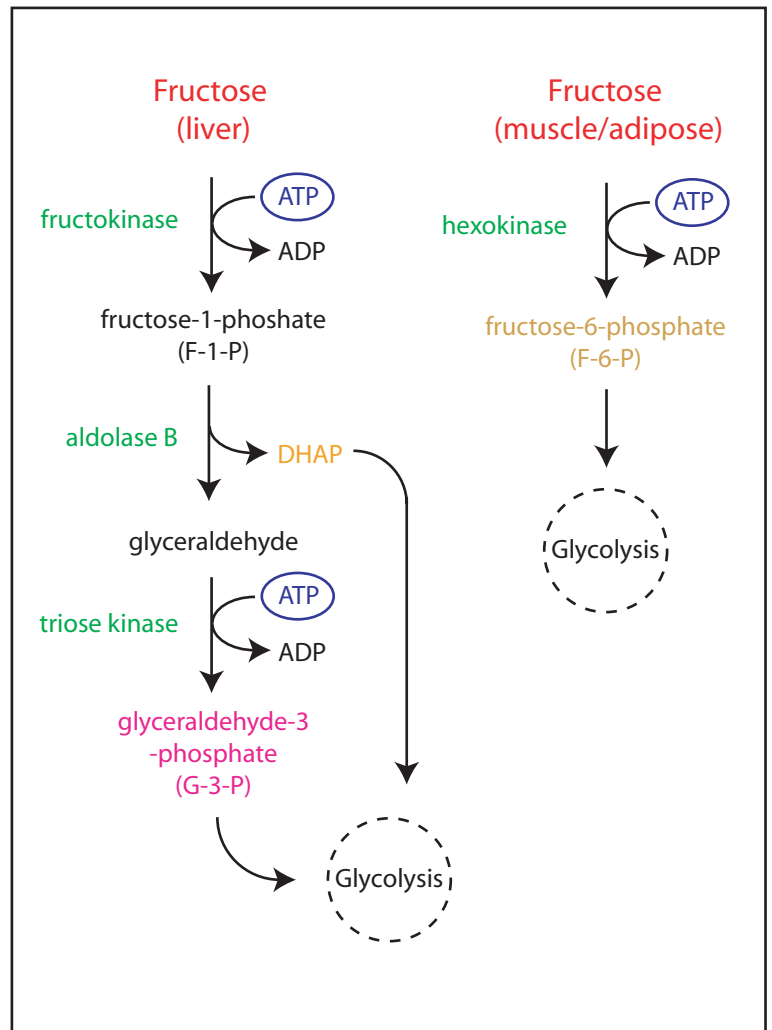 Fructose
(liver)
fructokinase
ATP
ADP
fructose-1-phoshate
(F-1-P)
aldolase B
DHAP
glyceraldehyde
triose kinase
ATP
ADP
glyceraldehyde-3
-phosphate
(G-3-P)
Glycolysis
Fructose
(muscle/adipose)
hexokinase
ATP
ADP
fructose-6-phosphate
(F-6-P)
Glycolysis